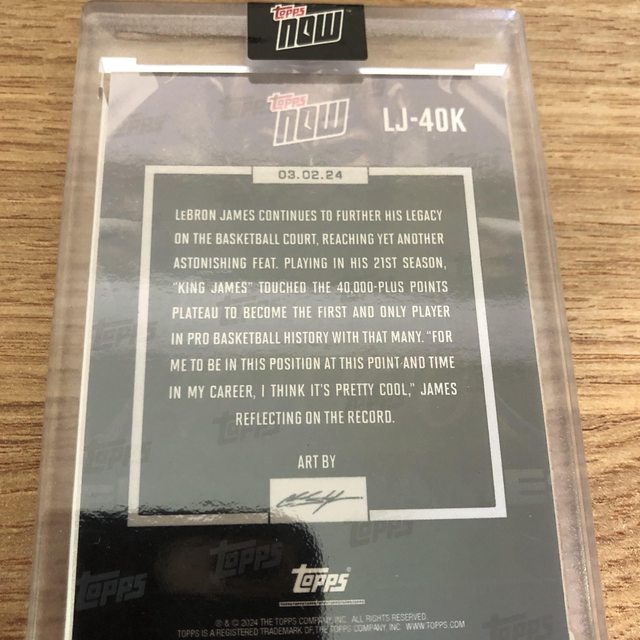 Topps
NOW
Topps
NOW
LJ-40K
03.02.24
LeBRON JAMES CONTINUES TO FURTHER HIS LEGACY
ON THE BASKETBALL COURT, REACHING YET ANOTHER
ASTONISHING FEAT. PLAYING IN HIS 21ST SEASON,
"KING JAMES" TOUCHED THE 40,000-PLUS POINTS
PLATEAU TO BECOME THE FIRST AND ONLY PLAYER
IN PRO BASKETBALL HISTORY WITH THAT MANY. "FOR
ME TO BE IN THIS POSITION AT THIS POINT AND TIME
IN MY CAREER, I THINK IT'S PRETTY COOL," JAMES
REFLECTING ON THE RECORD.
ART BY
Topps
® & © 2024 THE TOPPS COMPANY, INC. ALL RIGHTS RESERVED.
TOPPS IS A REGISTERED TRADEMARK OF THE TOPPS COMPANY, INC. WWW.TOPPS.COM